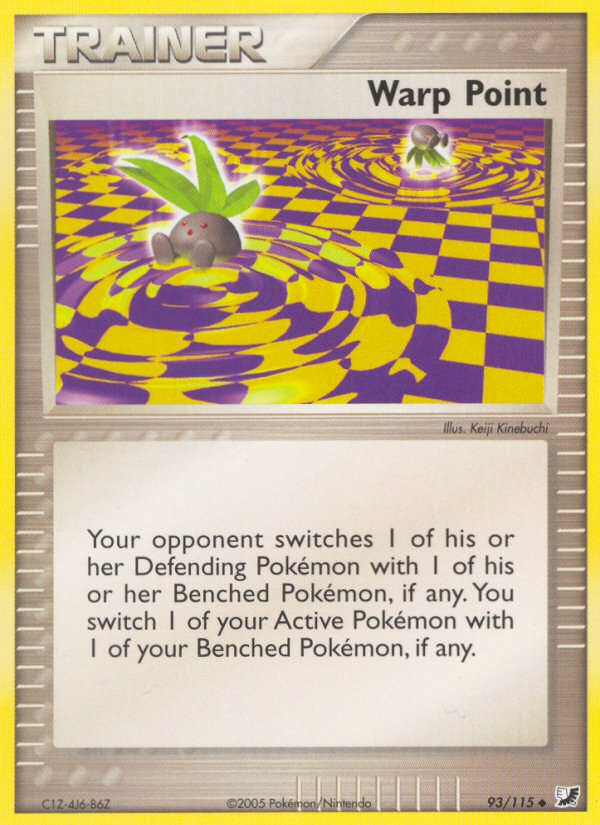 TRAINER
Warp Point
Illus. Keiji Kinebuchi
Your opponent switches 1 of his or
her Defending Pokémon with 1 of his
or her Benched Pokémon, if any. You
switch 1 of your Active Pokémon with
1 of your Benched Pokémon, if any.
C1Z-4J6-B6Z ©2005 Pokémon/Nintendo 93/115